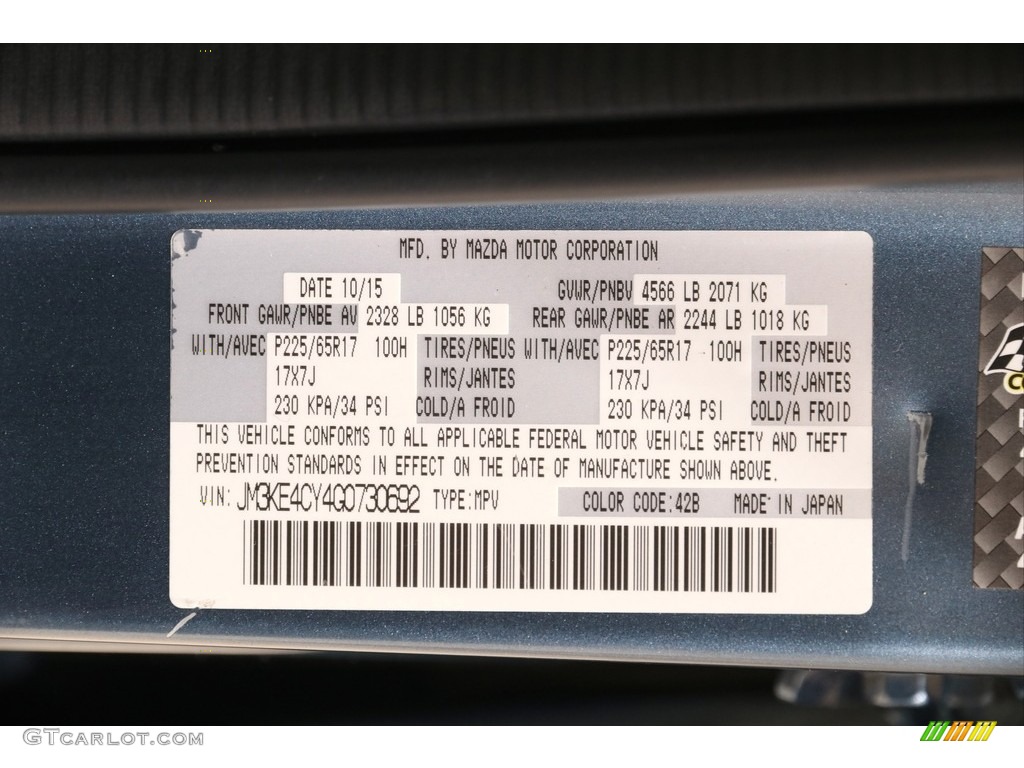 MFD. BY MAZDA MOTOR CORPORATION
DATE 10/15 GVWR/PNBV 4566 LB 2071 KG
FRONT GAWR/PNBE AV 2328 LB 1056 KG REAR GAWR/PNBE AR 2244 LB 1018 KG
WITH/AVEC P225/65R17 100H TIRES/PNEUS WITH/AVEC P225/65R17 100H TIRES/PNEUS
17X7J RIMS/JANTES 17X7J RIMS/JANTES
230 KPA/34 PSI COLD/A FROID 230 KPA/34 PSI COLD/A FROID
THIS VEHICLE CONFORMS TO ALL APPLICABLE FEDERAL MOTOR VEHICLE SAFETY AND THEFT
PREVENTION STANDARDS IN EFFECT ON THE DATE OF MANUFACTURE SHOWN ABOVE.
VIN: JM3KE4CY4G0730692 TYPE:MPV COLOR CODE:42B MADE IN JAPAN
GTCARLOT.COM